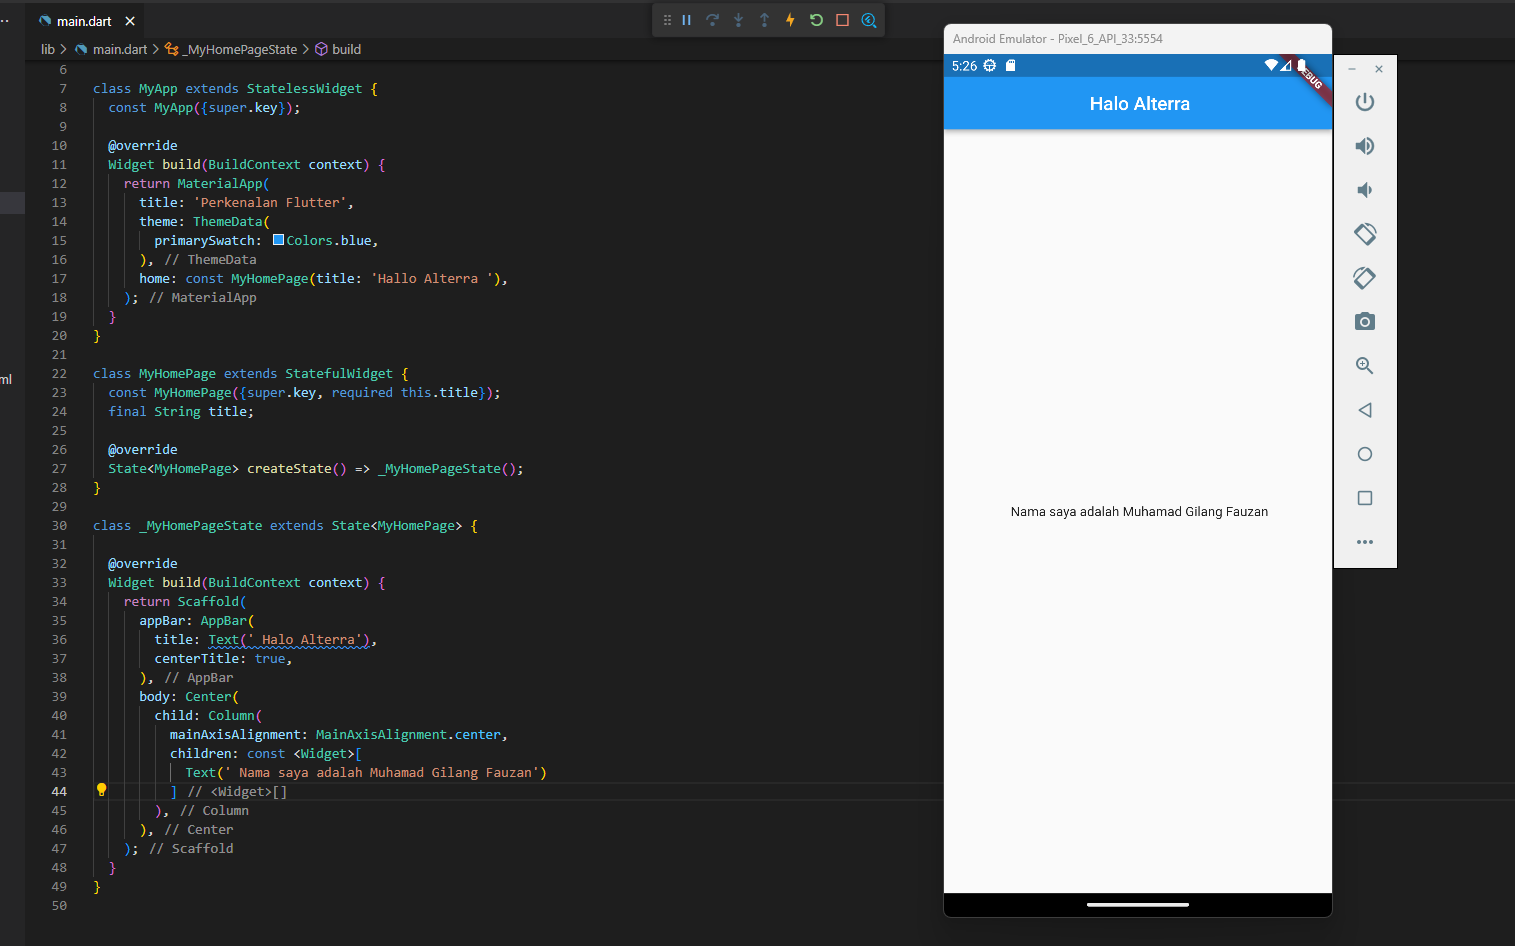 main.dart
lib > main.dart > _MyHomePageState > build
6
7 class MyApp extends StatelessWidget {
8 const MyApp({super.key});
9
10 @override
11 Widget build(BuildContext context) {
12 return MaterialApp(
13 title: 'Perkenalan Flutter',
14 theme: ThemeData(
15 primarySwatch: Colors.blue,
16 ), // ThemeData
17 home: const MyHomePage(title: 'Hallo Alterra '),
18 ); // MaterialApp
19 }
20 }
21
22 class MyHomePage extends StatefulWidget {
23 const MyHomePage({super.key, required this.title});
24 final String title;
25
26 @override
27 State<MyHomePage> createState() => _MyHomePageState();
28 }
29
30 class _MyHomePageState extends State<MyHomePage> {
31
32 @override
33 Widget build(BuildContext context) {
34 return Scaffold(
35 appBar: AppBar(
36 title: Text(' Halo Alterra'),
37 centerTitle: true,
38 ), // AppBar
39 body: Center(
40 child: Column(
41 mainAxisAlignment: MainAxisAlignment.center,
42 children: const <Widget>[
43 Text(' Nama saya adalah Muhamad Gilang Fauzan')
44 ] // <Widget>[]
45 ), // Column
46 ), // Center
47 ); // Scaffold
48 }
49 }
50
ml
Android Emulator - Pixel_6_API_33:5554
5:26
DEBUG
Halo Alterra
Nama saya adalah Muhamad Gilang Fauzan